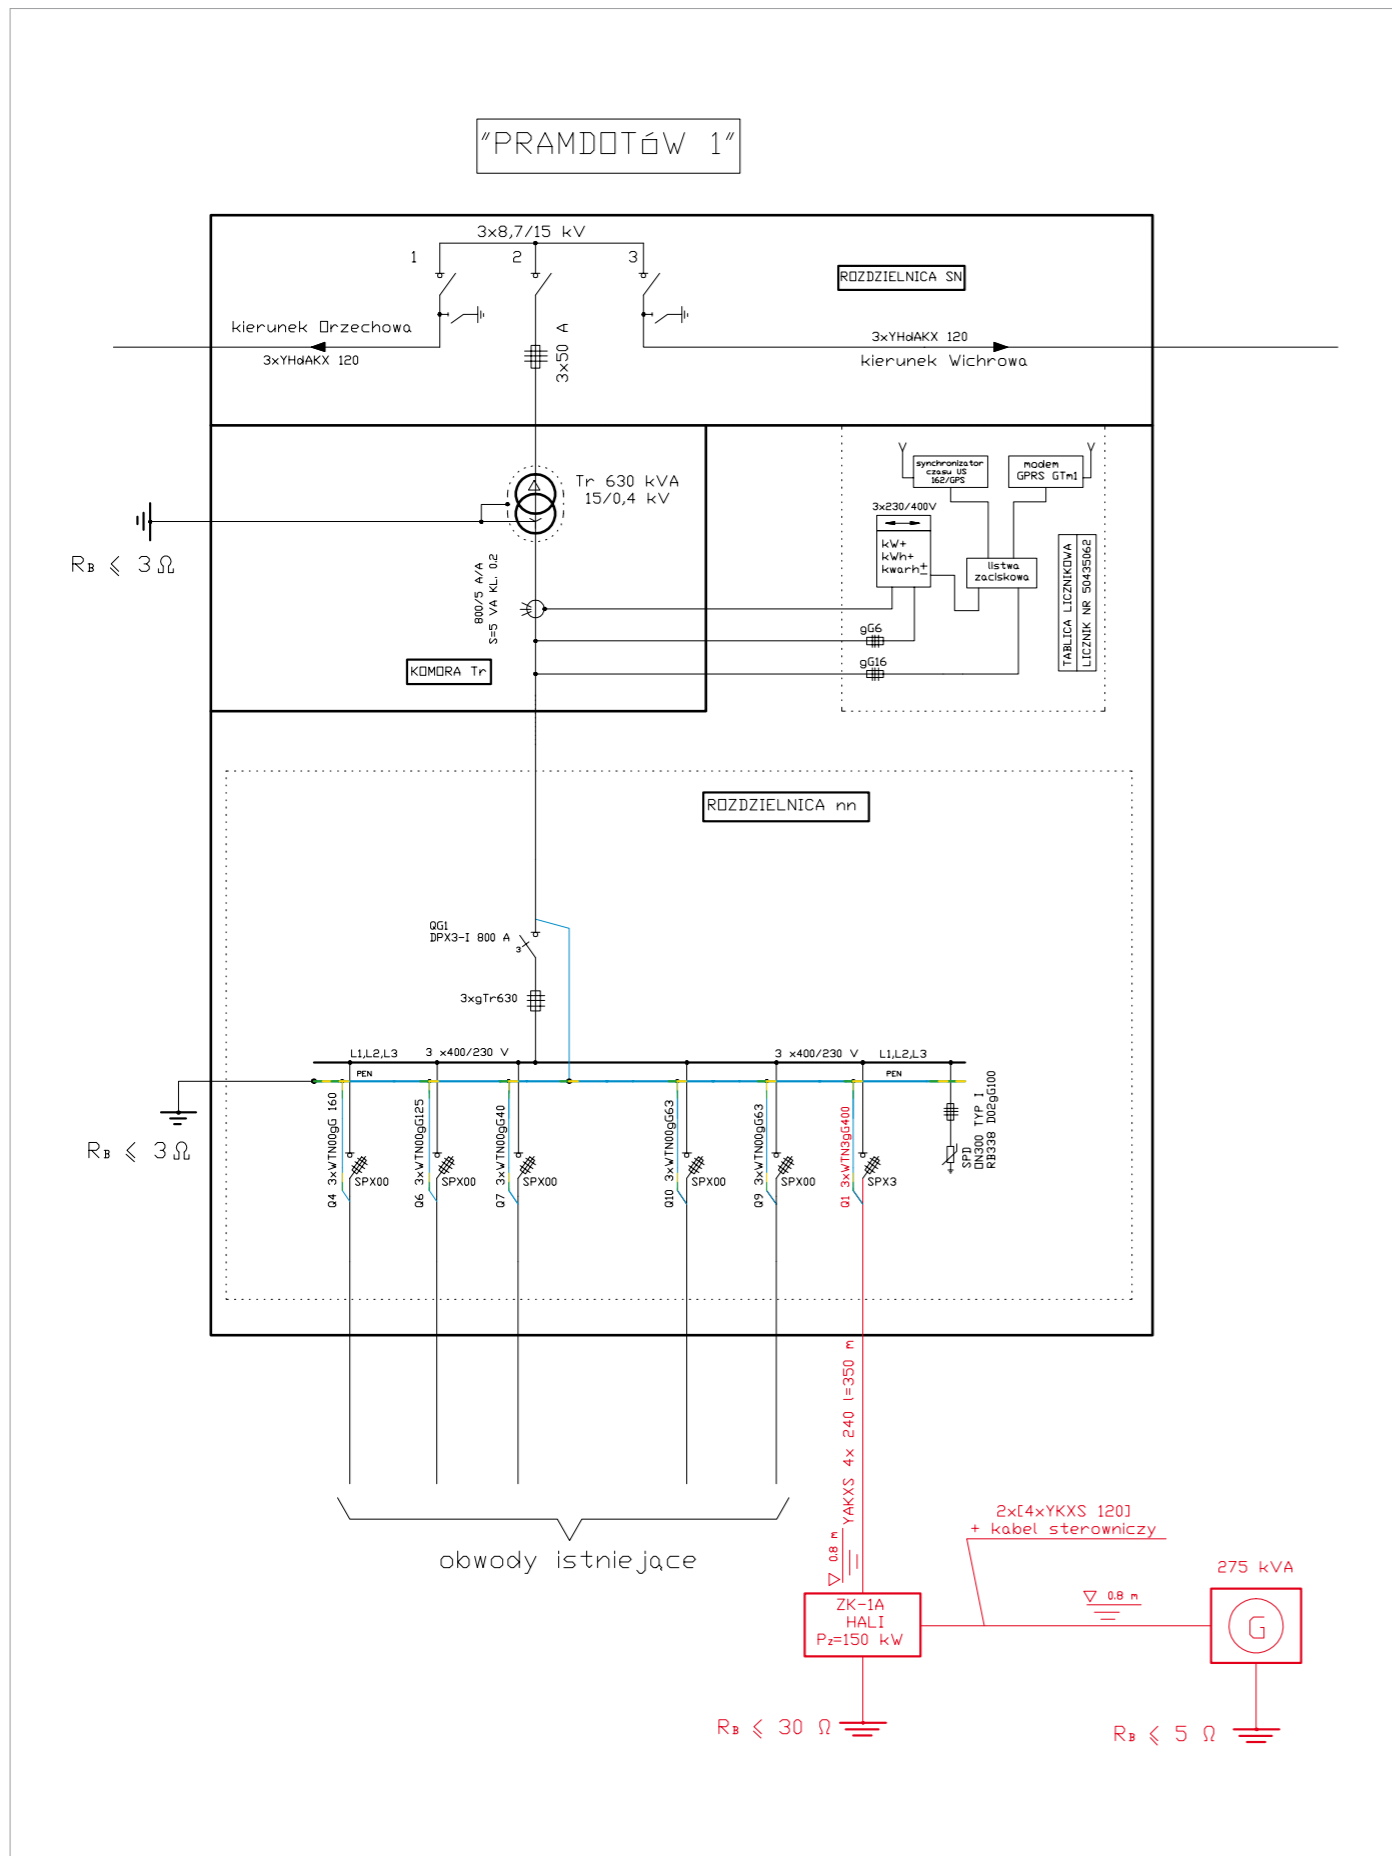 "PRAMDOTóW 1"
3x8,7/15 kV
1
2
3
ROZDZIELNICA SN
kierunek Orzechowa
3xYHdAKX 120
3x50 A
3xYHdAKX 120
kierunek Wichrowa
synchronizator
czasu US
162/GPS
modem
GPRS GTm1
Tr 630 kVA
15/0,4 kV
3x230/400V
kW+
kWh+
kwarh±
listwa
zaciskowa
TABLICA LICZNIKOWA
LICZNIK NR 50435062
RB ⩽ 3Ω
800/5 A/A
S=5 VA KL. 0,2
gG6
gG16
KOMORA Tr
ROZDZIELNICA nn
QG1
DPX3-I 800 A
3
3xgTr630
L1,L2,L3
3 x400/230 V
3 x400/230 V
L1,L2,L3
PEN
PEN
RB ⩽ 3Ω
Q4 3xWTN00gG 160
SPX00
Q6 3xWTN00gG125
SPX00
Q7 3xWTN00gG40
SPX00
Q10 3xWTN00gG63
SPX00
Q9 3xWTN00gG63
SPX00
Q1 3xWTN3gG400
SPX3
SPD
ON300 TYP I
RB338 D02gG100
YAKXS 4x 240 l=350 m
0.8 m
obwody istniejące
2x[4xYKXS 120]
+ kabel sterowniczy
275 kVA
ZK-1A
HALI
Pz=150 kW
0.8 m
G
RB ⩽ 30 Ω
RB ⩽ 5 Ω